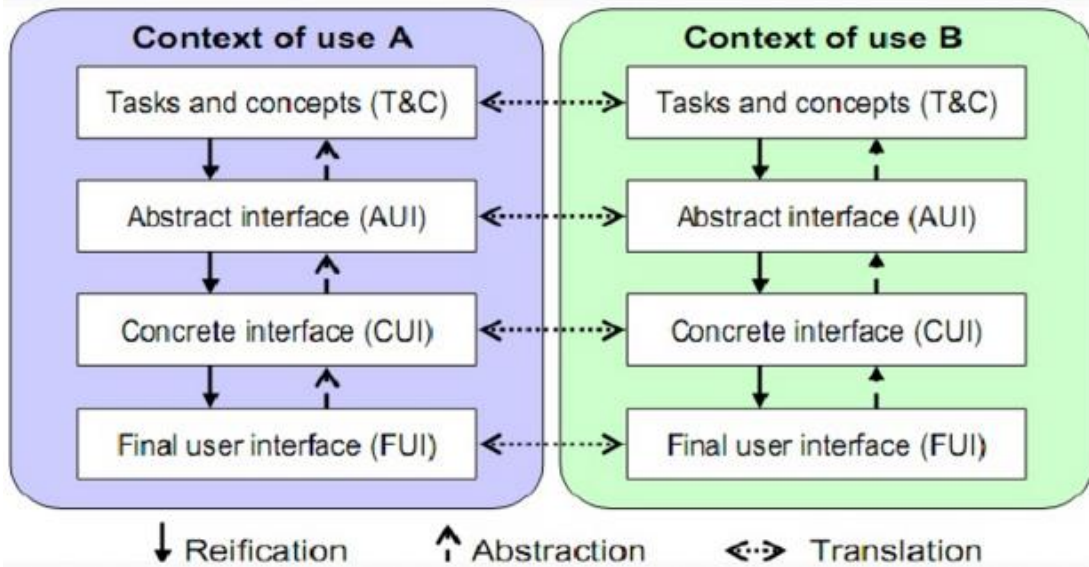 Context of use A
Tasks and concepts (T&C)
Abstract interface (AUI)
Concrete interface (CUI)
Final user interface (FUI)
Context of use B
Tasks and concepts (T&C)
Abstract interface (AUI)
Concrete interface (CUI)
Final user interface (FUI)
Reification
Abstraction
Translation